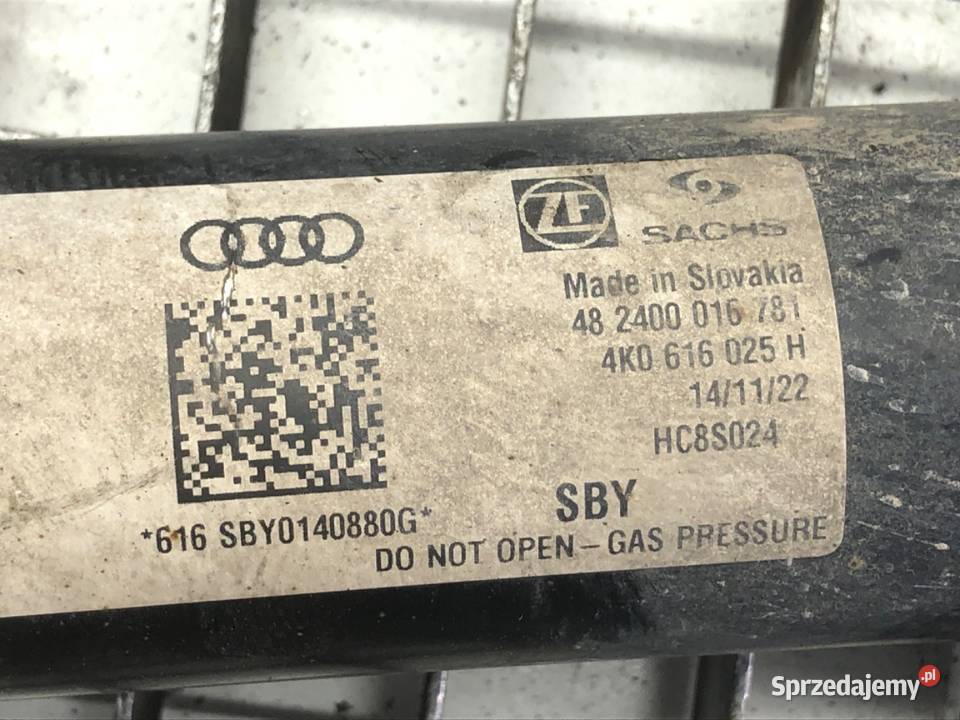 ZF
SACHS
Made in Slovakia
48 2400 016 781
4K0 616 025 H
14/11/22
HC8S024
SBY
*616 SBY0140880G*
DO NOT OPEN – GAS PRESSURE
Sprzedajemy.pl